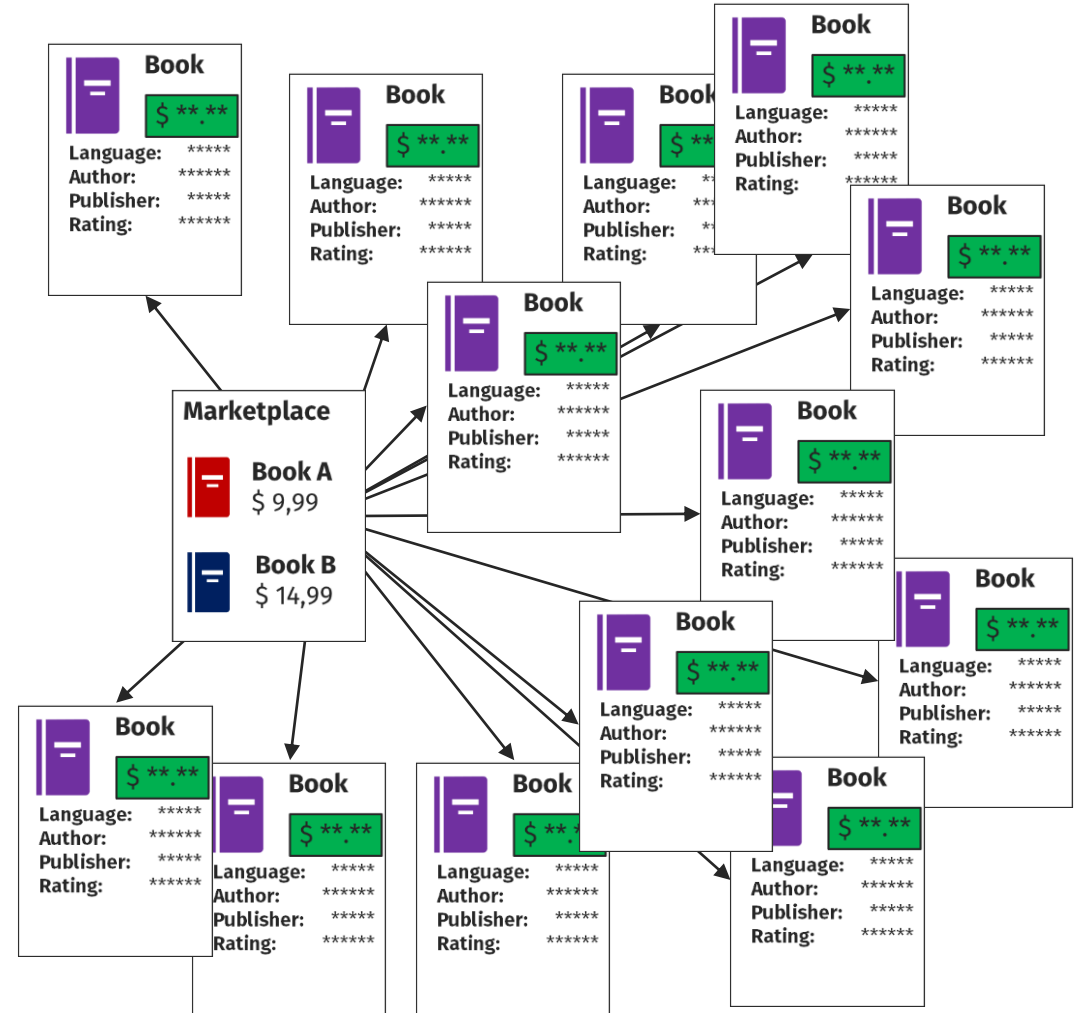 Book
$ **.**
Language: *****
Author: ******
Publisher: *****
Rating: ******
Book
$ **.**
Language: *****
Author: ******
Publisher: *****
Rating: ******
Book
$ **
Language: **
Author: ***
Publisher: **
Rating: ***
Book
$ **.**
Language: *****
Author: ******
Publisher: *****
Rating: ******
Book
$ **.**
Language: *****
Author: ******
Publisher: *****
Rating: ******
Book
$ **.**
Language: *****
Author: ******
Publisher: *****
Rating: ******
Marketplace
Book A
$ 9,99
Book B
$ 14,99
Book
$ **.**
Language: *****
Author: ******
Publisher: *****
Rating: ******
Book
$ **.**
Language: *****
Author: ******
Publisher: *****
Rating: ******
Book
$ **.**
Language: *****
Author: ******
Publisher: *****
Rating: ******
Book
$ **.**
Language: *****
Author: ******
Publisher: *****
Rating: ******
Book
$ **.**
Language: *****
Author: ******
Publisher: *****
Rating: ******
Book
$ **.*
Language: *****
Author: ******
Publisher: *****
Rating: ******
Book
$ **.**
Language: *****
Author: ******
Publisher: *****
Rating: ******